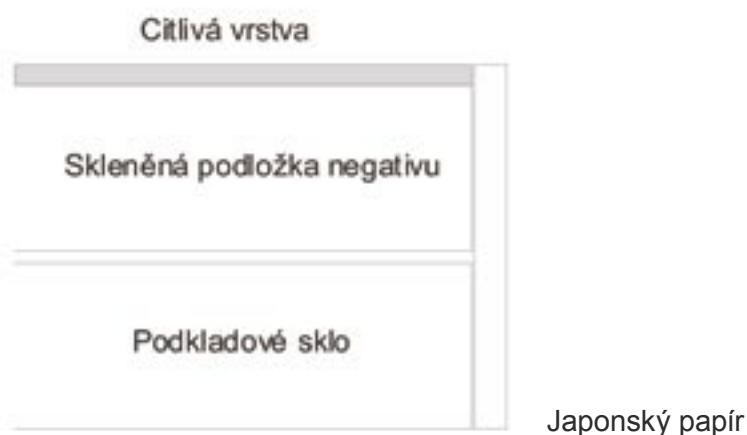 Citlivá vrstva
Skleněná podložka negativu
Podkladové sklo
Japonský papír